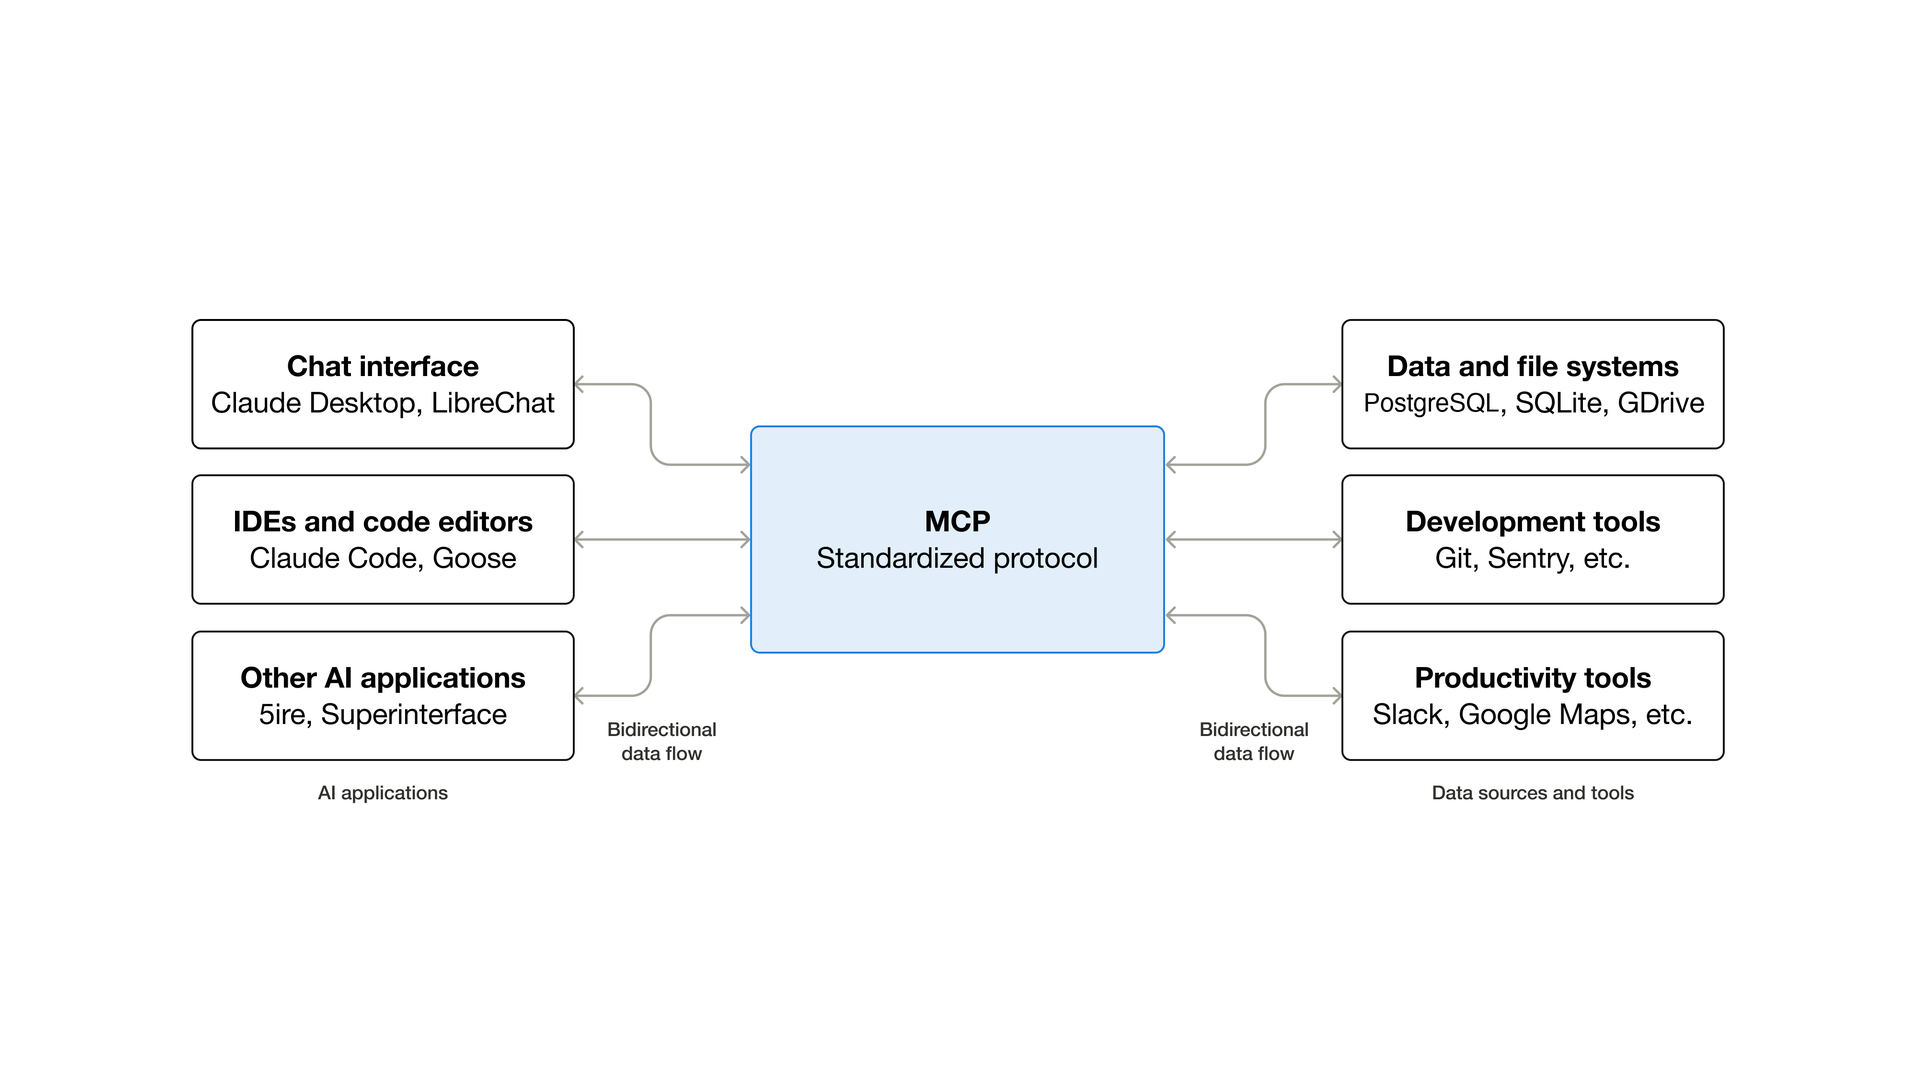 Chat interface
Claude Desktop, LibreChat
IDEs and code editors
Claude Code, Goose
Other AI applications
5ire, Superinterface
AI applications
Bidirectional
data flow
MCP
Standardized protocol
Bidirectional
data flow
Data and file systems
PostgreSQL, SQLite, GDrive
Development tools
Git, Sentry, etc.
Productivity tools
Slack, Google Maps, etc.
Data sources and tools